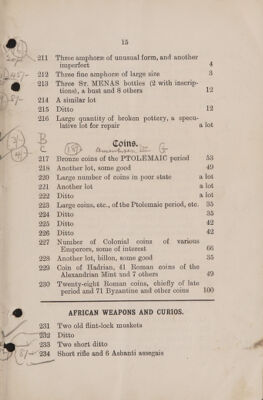 15
211 Three amphoræ of unusual form, and another
imperfect 4
212 Three fine amphoræ of large size 3
213 Three St. MENAS bottles (2 with inscrip-
tions), a bust and 8 others 12
214 A similar lot
215 Ditto 12
216 Large quantity of broken pottery, a specu-
lative lot for repair a lot
Coins.
217 Bronze coins of the PTOLEMAIC period 53
218 Another lot, some good 49
220 Large number of coins in poor state a lot
221 Another lot a lot
222 Ditto a lot
223 Large coins, etc., of the Ptolemaic period, etc. 35
224 Ditto 35
225 Ditto 42
226 Ditto 42
227 Number of Colonial coins of various
Emperors, some of interest 66
228 Another lot, billon, some good 35
229 Coin of Hadrian, 41 Roman coins of the
Alexandrian Mint and 7 others 49
230 Twenty-eight Roman coins, chiefly of late
period and 71 Byzantine and other coins 100
AFRICAN WEAPONS AND CURIOS.
231 Two old flint-lock muskets
232 Ditto
233 Two short ditto
234 Short rifle and 6 Ashanti assegais